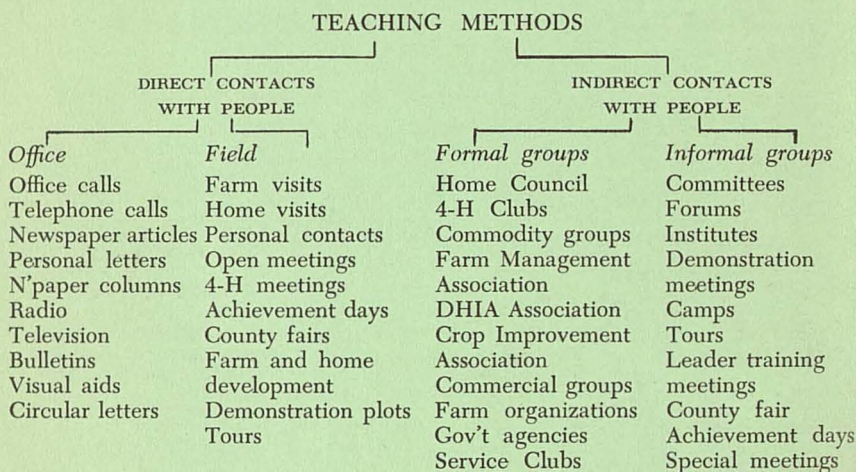 TEACHING METHODS
DIRECT CONTACTS
WITH PEOPLE
INDIRECT CONTACTS
WITH PEOPLE
Office
Office calls
Telephone calls
Newspaper articles
Personal letters
N'paper columns
Radio
Television
Bulletins
Visual aids
Circular letters
Field
Farm visits
Home visits
Personal contacts
Open meetings
4-H meetings
Achievement days
County fairs
Farm and home
development
Demonstration plots
Tours
Formal groups
Home Council
4-H Clubs
Commodity groups
Farm Management
Association
DHIA Association
Crop Improvement
Association
Commercial groups
Farm organizations
Gov't agencies
Service Clubs
Informal groups
Committees
Forums
Institutes
Demonstration
meetings
Camps
Tours
Leader training
meetings
County fair
Achievement days
Special meetings